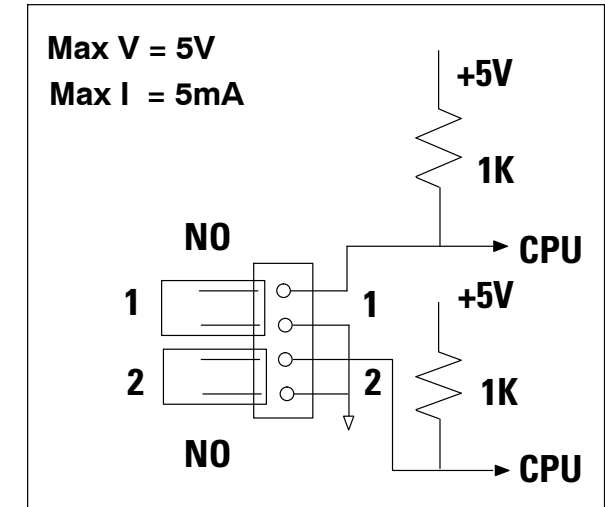 Max V = 5V
Max I = 5mA
+5V
1K
NO
CPU
1
1
+5V
2
2
1K
NO
CPU